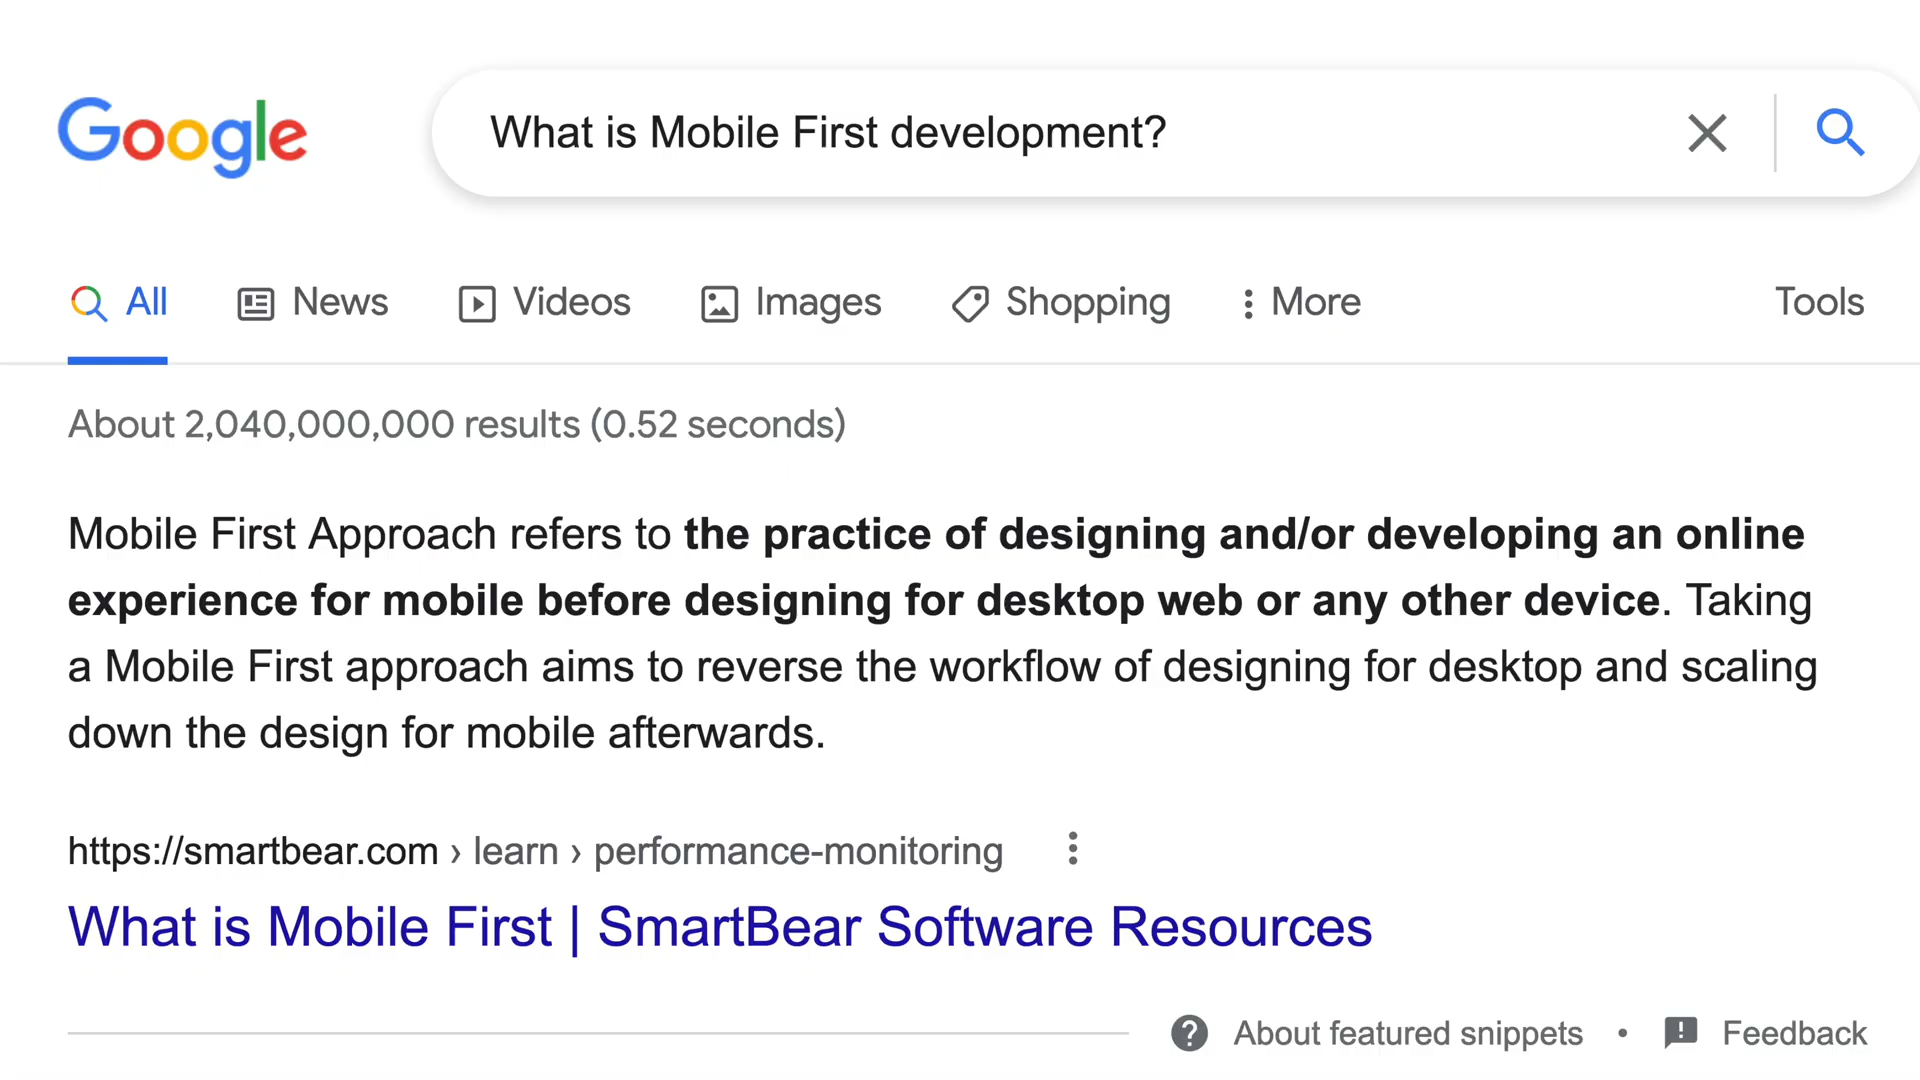 Google
What is Mobile First development?
All News Videos Images Shopping More Tools
About 2,040,000,000 results (0.52 seconds)
Mobile First Approach refers to the practice of designing and/or developing an online
experience for mobile before designing for desktop web or any other device. Taking
a Mobile First approach aims to reverse the workflow of designing for desktop and scaling
down the design for mobile afterwards.
https://smartbear.com › learn › performance-monitoring
What is Mobile First | SmartBear Software Resources
About featured snippets • Feedback